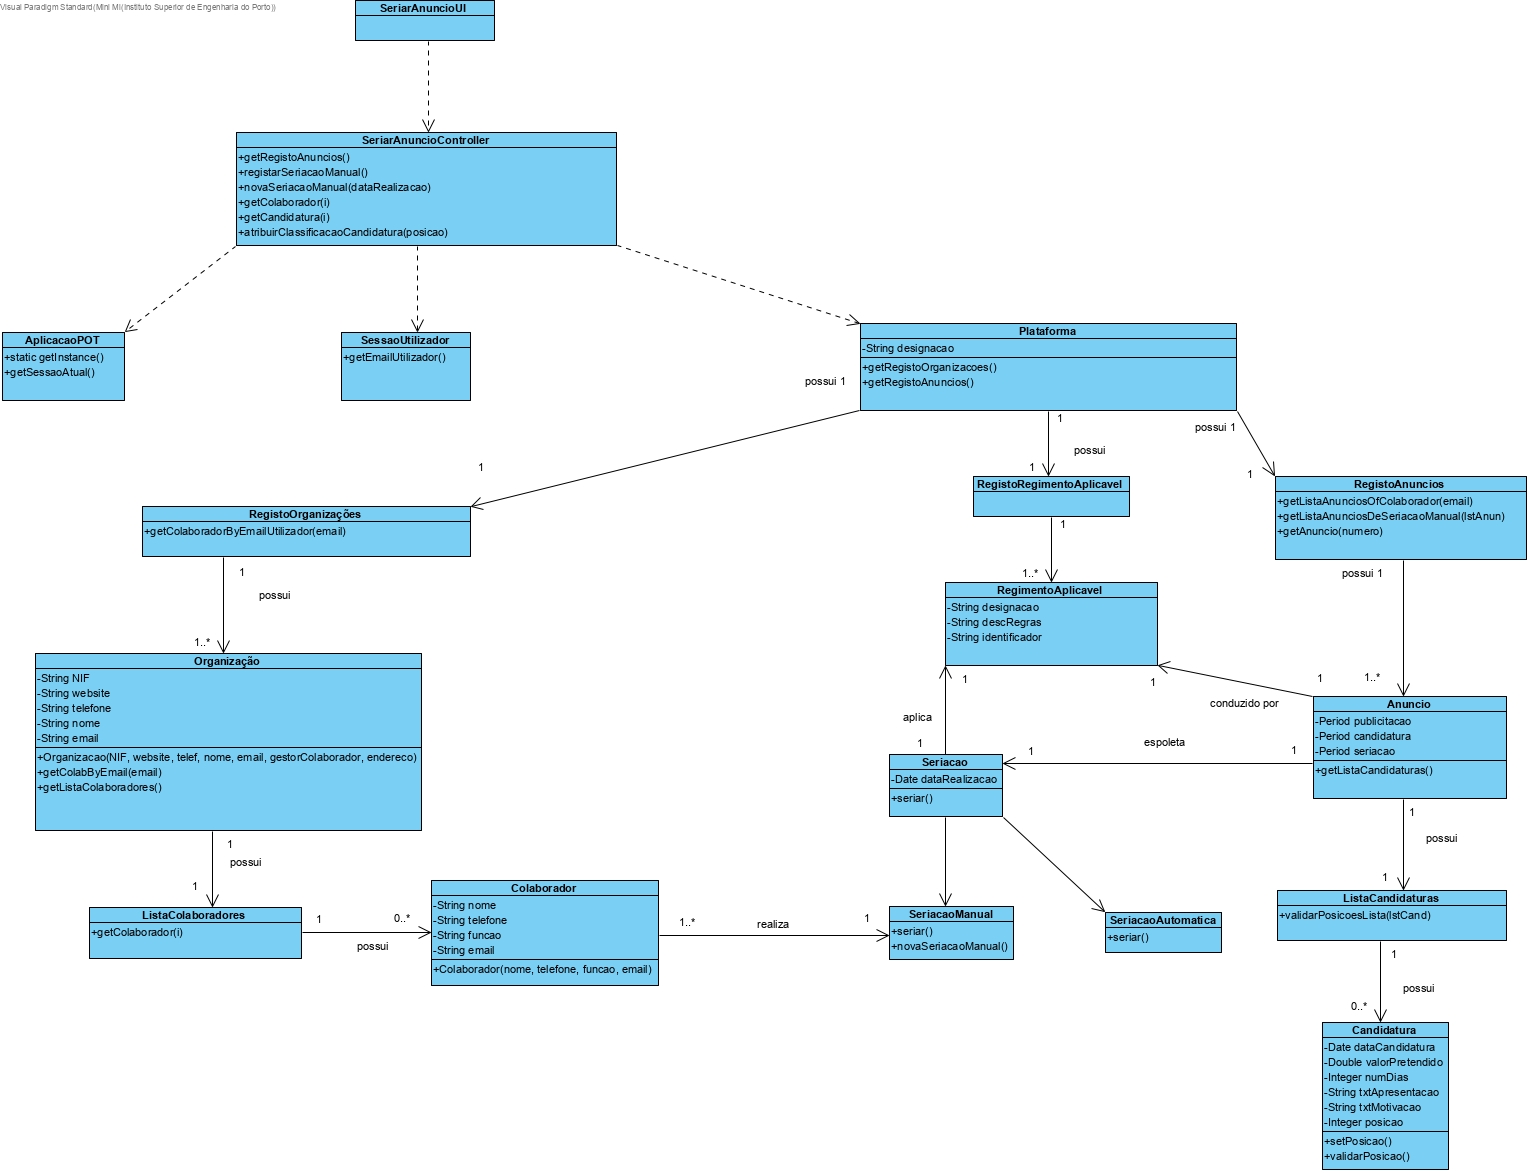 Visual Paradigm Standard(Mini Mi(Instituto Superior de Engenharia do Porto))
SeriarAnuncioUI
SeriarAnuncioController
+getRegistoAnuncios()
+registarSeriacaoManual()
+novaSeriacaoManual(dataRealizacao)
+getColaborador(i)
+getCandidatura(i)
+atribuirClassificacaoCandidatura(posicao)
AplicacaoPOT
+static getInstance()
+getSessaoAtual()
SessaoUtilizador
+getEmailUtilizador()
Plataforma
-String designacao
+getRegistoOrganizacoes()
+getRegistoAnuncios()
possui 1
1
1
possui
1
possui 1
1
RegistoOrganizações
+getColaboradorByEmailUtilizador(email)
RegistoRegimentoAplicavel
RegistoAnuncios
+getListaAnunciosOfColaborador(email)
+getListaAnunciosDeSeriacaoManual(lstAnun)
+getAnuncio(numero)
1
possui
1..*
1
1..*
possui 1
1..*
RegimentoAplicavel
-String designacao
-String descRegras
-String identificador
Organização
-String NIF
-String website
-String telefone
-String nome
-String email
+Organizacao(NIF, website, telef, nome, email, gestorColaborador, endereco)
+getColabByEmail(email)
+getListaColaboradores()
1
aplica
1
1
1
conduzido por
Anuncio
-Period publicitacao
-Period candidatura
-Period seriacao
+getListaCandidaturas()
1
espoleta
1
Seriacao
-Date dataRealizacao
+seriar()
1
possui
1
1
possui
1
ListaColaboradores
+getColaborador(i)
1
0..*
possui
Colaborador
-String nome
-String telefone
-String funcao
-String email
+Colaborador(nome, telefone, funcao, email)
1..*
realiza
1
SeriacaoManual
+seriar()
+novaSeriacaoManual()
SeriacaoAutomatica
+seriar()
ListaCandidaturas
+validarPosicoesLista(lstCand)
1
possui
0..*
Candidatura
-Date dataCandidatura
-Double valorPretendido
-Integer numDias
-String txtApresentacao
-String txtMotivacao
-Integer posicao
+setPosicao()
+validarPosicao()